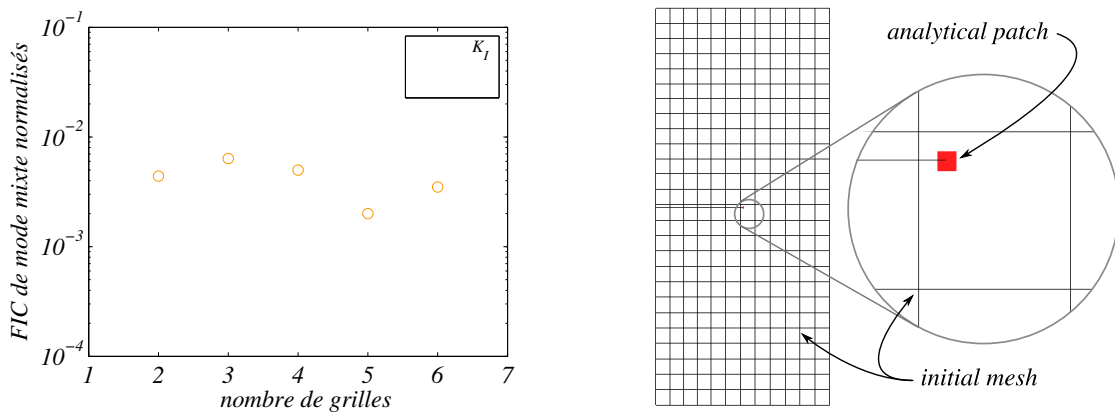 FIC de mode mixte normalisés
10^{-1}
10^{-2}
10^{-3}
10^{-4}
K_I
1 2 3 4 5 6 7
nombre de grilles
analytical patch
initial mesh